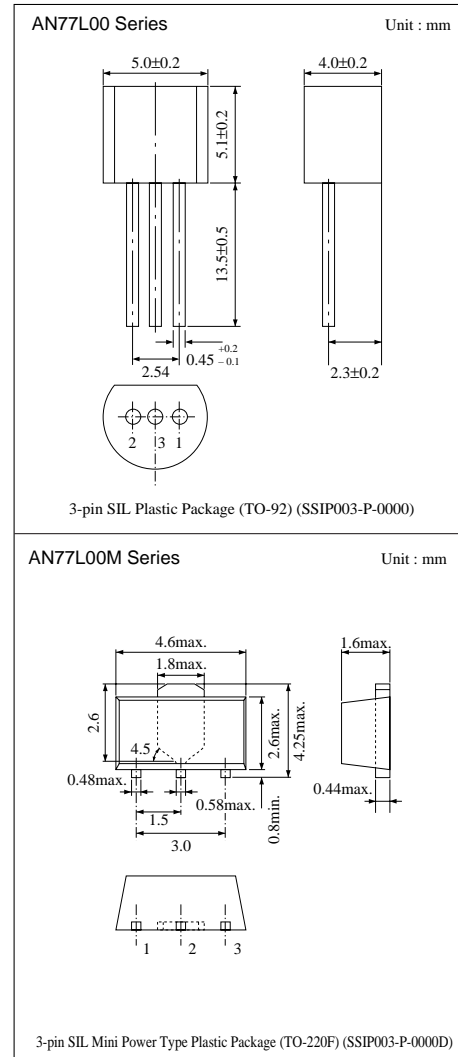 AN77L00 Series
Unit : mm
5.0±0.2
4.0±0.2
5.1±0.2
13.5±0.5
0.45 +0.2 – 0.1
2.54
2.3±0.2
2 3 1
3-pin SIL Plastic Package (TO-92) (SSIP003-P-0000)
AN77L00M Series
Unit : mm
4.6max.
1.8max.
1.6max.
2.6
2.6max.
4.25max.
4.5
0.48max.
0.58max.
0.8min.
0.44max.
1.5
3.0
1 2 3
3-pin SIL Mini Power Type Plastic Package (TO-220F) (SSIP003-P-0000D)